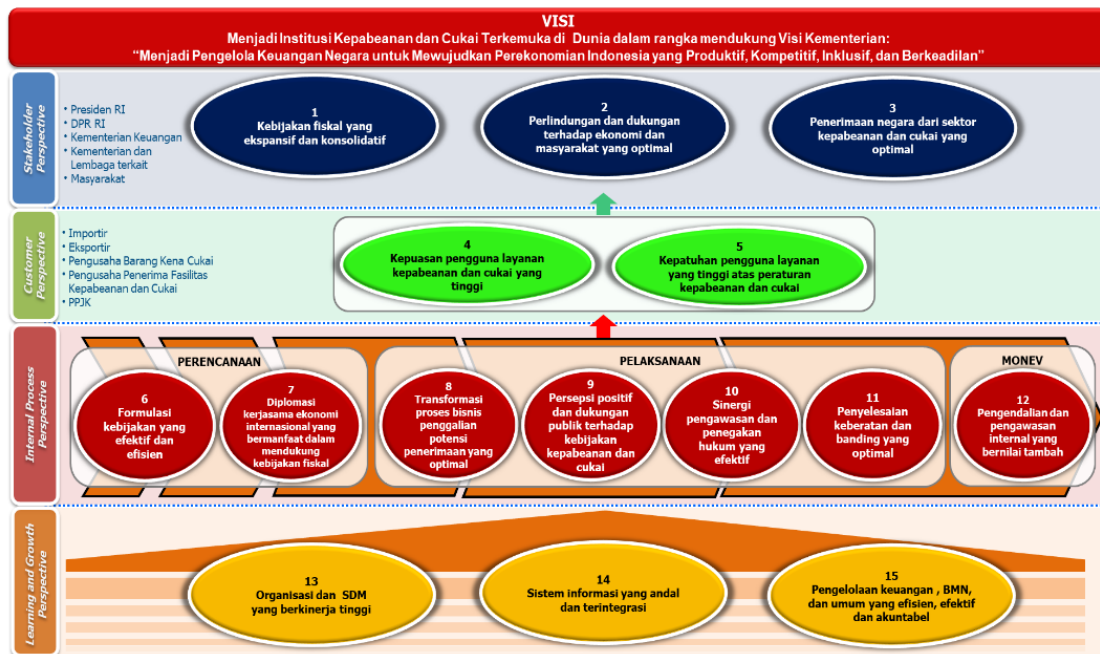 VISI
Menjadi Institusi Kepabeanan dan Cukai Terkemuka di Dunia dalam rangka mendukung Visi Kementerian:
“Menjadi Pengelola Keuangan Negara untuk Mewujudkan Perekonomian Indonesia yang Produktif, Kompetitif, Inklusif, dan Berkeadilan”
Stakeholder
Perspective
• Presiden RI
• DPR RI
• Kementerian Keuangan
• Kementerian dan
Lembaga terkait
• Masyarakat
1
Kebijakan fiskal yang
ekspansif dan konsolidatif
2
Perlindungan dan dukungan
terhadap ekonomi dan
masyarakat yang optimal
3
Penerimaan negara dari sektor
kepabeanan dan cukai yang
optimal
Customer
Perspective
• Importir
• Eksportir
• Pengusaha Barang Kena Cukai
• Pengusaha Penerima Fasilitas
Kepabeanan dan Cukai
• PPJK
4
Kepuasan pengguna layanan
kepabeanan dan cukai yang
tinggi
5
Kepatuhan pengguna layanan
yang tinggi atas peraturan
kepabeanan dan cukai
Internal Process
Perspective
PERENCANAAN
6
Formulasi
kebijakan yang
efektif dan
efisien
7
Diplomasi
kerjasama ekonomi
internasional yang
bermanfaat dalam
mendukung
kebijakan fiskal
PELAKSANAAN
8
Transformasi
proses bisnis
penggalian
potensi
penerimaan yang
optimal
9
Persepsi
positif dan
dukungan
publik terhadap
kebijakan
kepabeanan dan
cukai
10
Sinergi
pengawasan dan
penegakan
hukum yang
efektif
11
Penyelesaian
keberatan dan
banding yang
optimal
MONEV
12
Pengendalian dan
pengawasan
internal yang
bernilai tambah
Learning and Growth
Perspective
13
Organisasi dan SDM
yang berkinerja tinggi
14
Sistem informasi yang andal
dan terintegrasi
15
Pengelolaan keuangan , BMN,
dan umum yang efisien, efektif
dan akuntabel